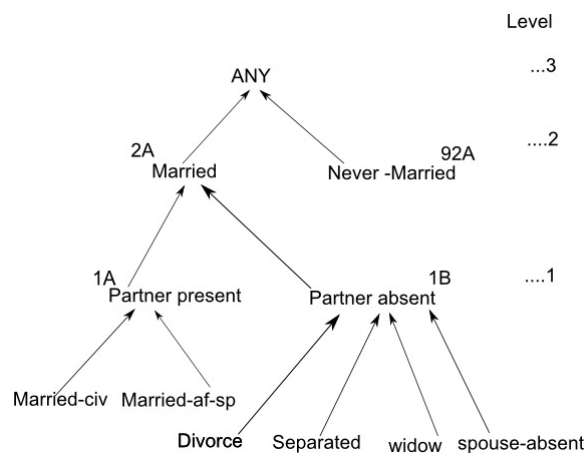 Level
ANY
...3
2A
Married
Never -Married
92A
....2
1A
Partner present
Partner absent
1B
....1
Married-civ
Married-af-sp
Divorce
Separated
widow
spouse-absent